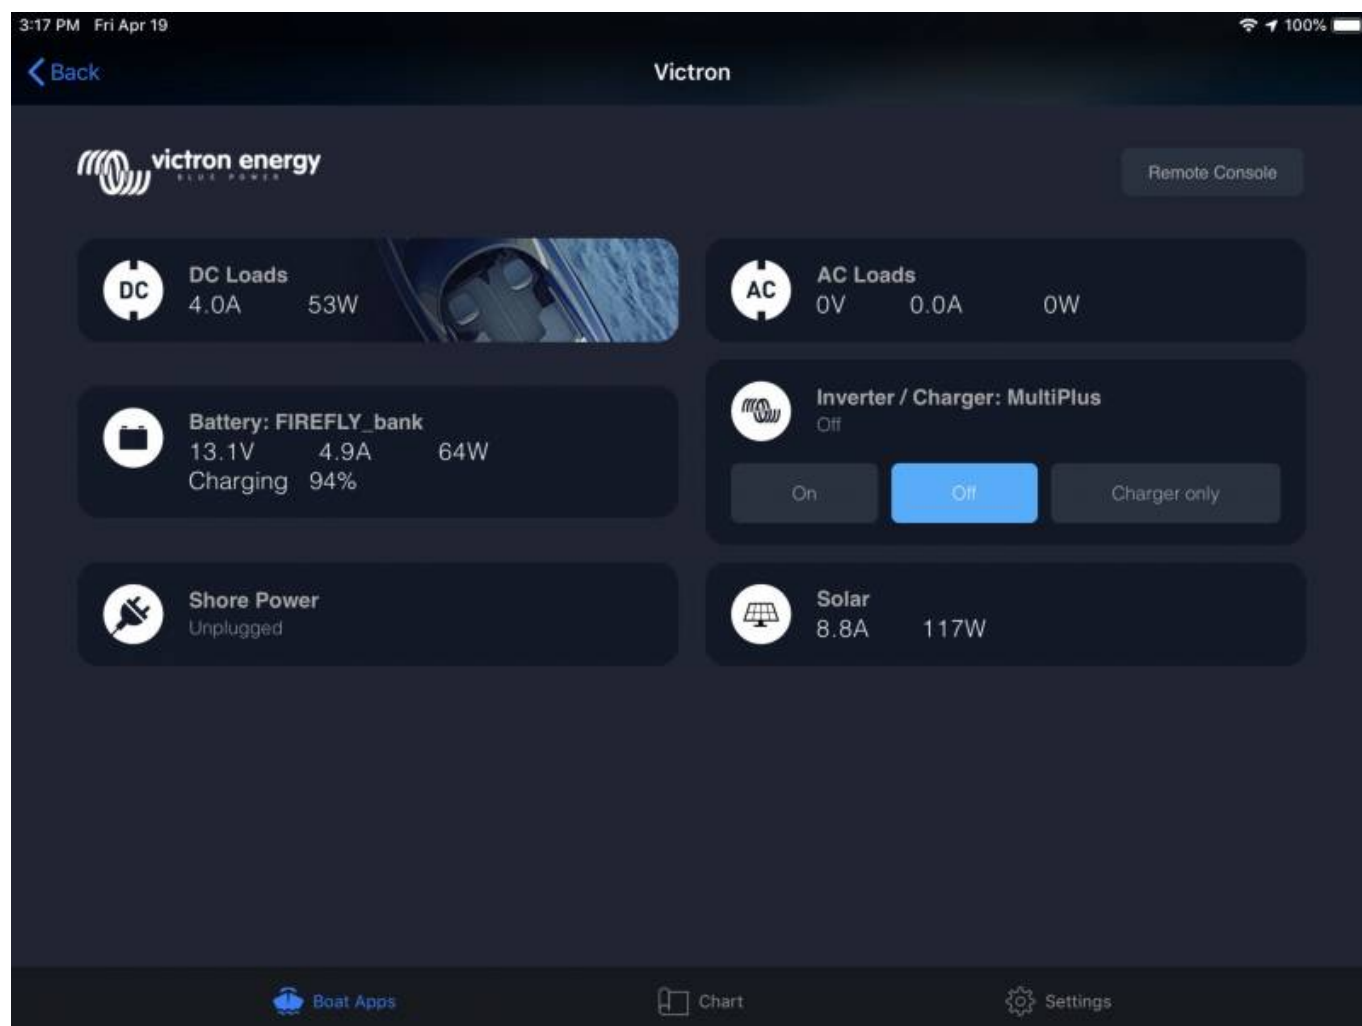 3:17 PM Fri Apr 19
100%
Back
Victron
victron energy
BLUE POWER
Remote Console
DC
DC Loads
4.0A 53W
AC
AC Loads
0V 0.0A 0W
Battery: FIREFLY_bank
13.1V 4.9A 64W
Charging 94%
Inverter / Charger: MultiPlus
Off
On
Off
Charger only
Shore Power
Unplugged
Solar
8.8A 117W
Boat Apps
Chart
Settings